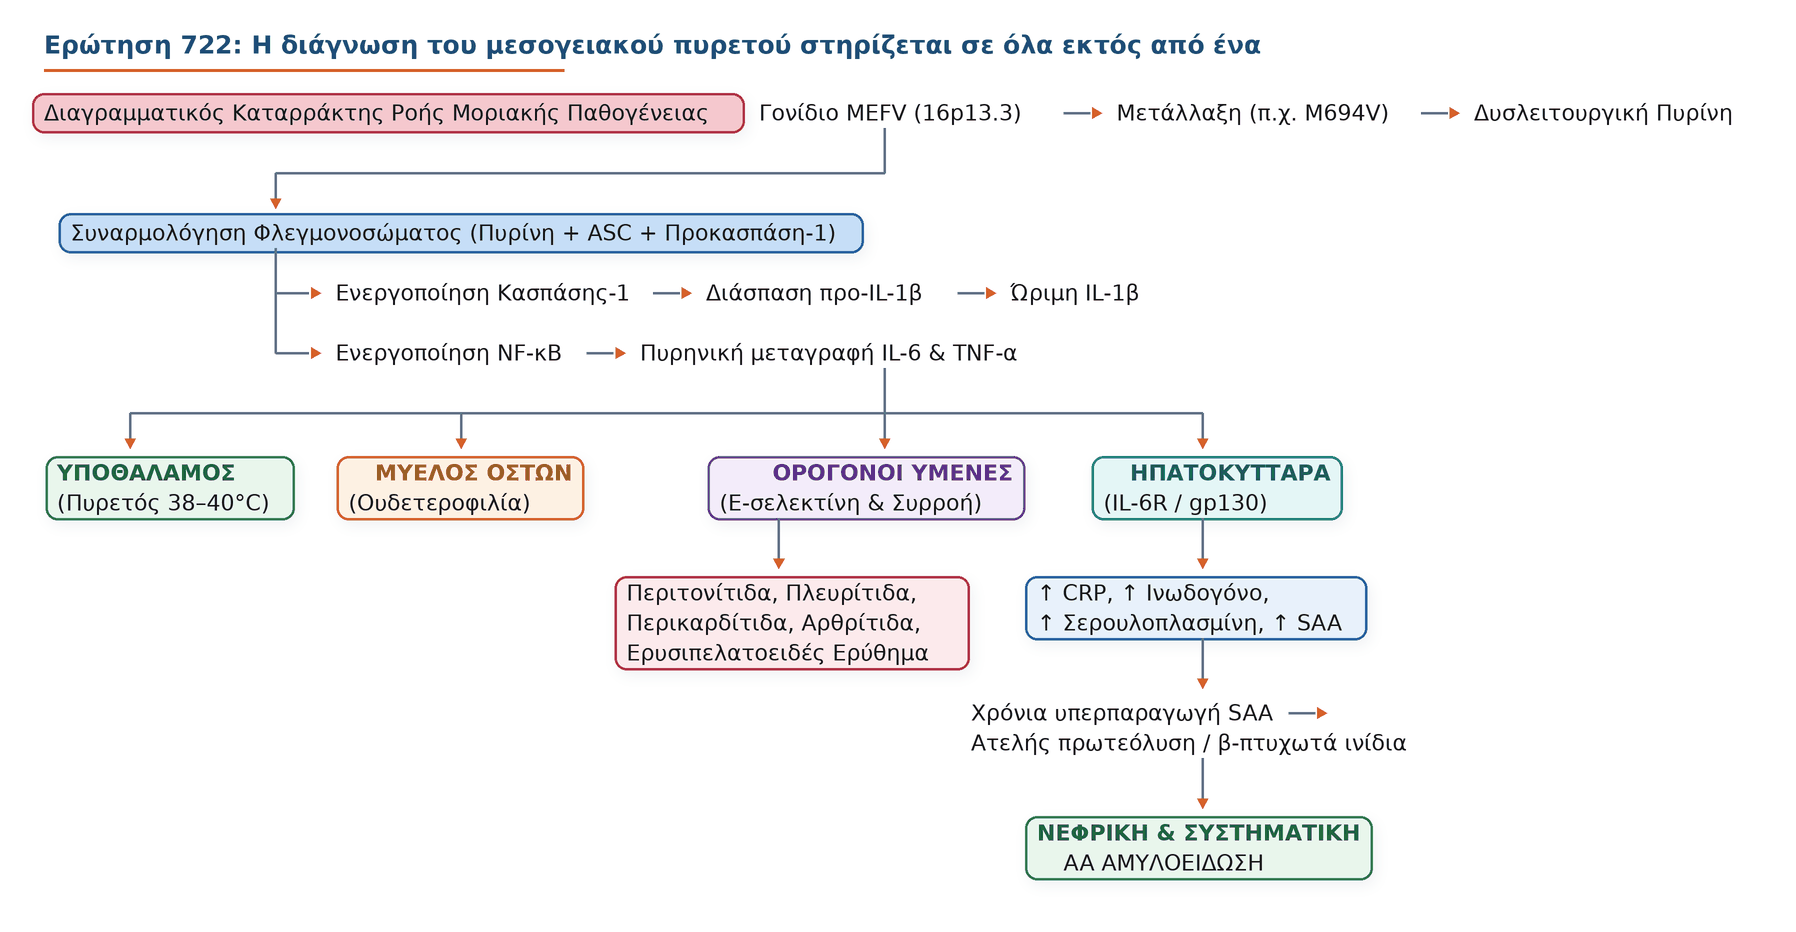 Ερώτηση 722: Η διάγνωση του μεσογειακού πυρετού στηρίζεται σε όλα εκτός από ένα
Διαγραμματικός Καταρράκτης Ροής Μοριακής Παθογένειας Γονίδιο MEFV (16p13.3) Μετάλλαξη (π.χ. M694V) Δυσλειτουργική Πυρίνη
Συναρμολόγηση Φλεγμονοσώματος (Πυρίνη + ASC + Προκασπάση-1)
Ενεργοποίηση Κασπάσης-1 Διάσπαση προ-IL-1β Ώριμη IL-1β
Ενεργοποίηση NF-κB Πυρηνική μεταγραφή IL-6 & TNF-α
ΥΠΟΘΑΛΑΜΟΣ ΜΥΕΛΟΣ ΟΣΤΩΝ ΟΡΟΓΟΝΟΙ ΥΜΕΝΕΣ ΗΠΑΤΟΚΥΤΤΑΡΑ
(Πυρετός 38–40°C) (Ουδετεροφιλία) (E-σελεκτίνη & Συρροή) (IL-6R / gp130)
Περιτονίτιδα, Πλευρίτιδα, ↑ CRP, ↑ Ινωδογόνο,
Περικαρδίτιδα, Αρθρίτιδα, ↑ Σερουλοπλασμίνη, ↑ SAA
Ερυσιπελατοειδές Ερύθημα
Χρόνια υπερπαραγωγή SAA
Ατελής πρωτεόλυση / β-πτυχωτά ινίδια
ΝΕΦΡΙΚΗ & ΣΥΣΤΗΜΑΤΙΚΗ
ΑΑ ΑΜΥΛΟΕΙΔΩΣΗ